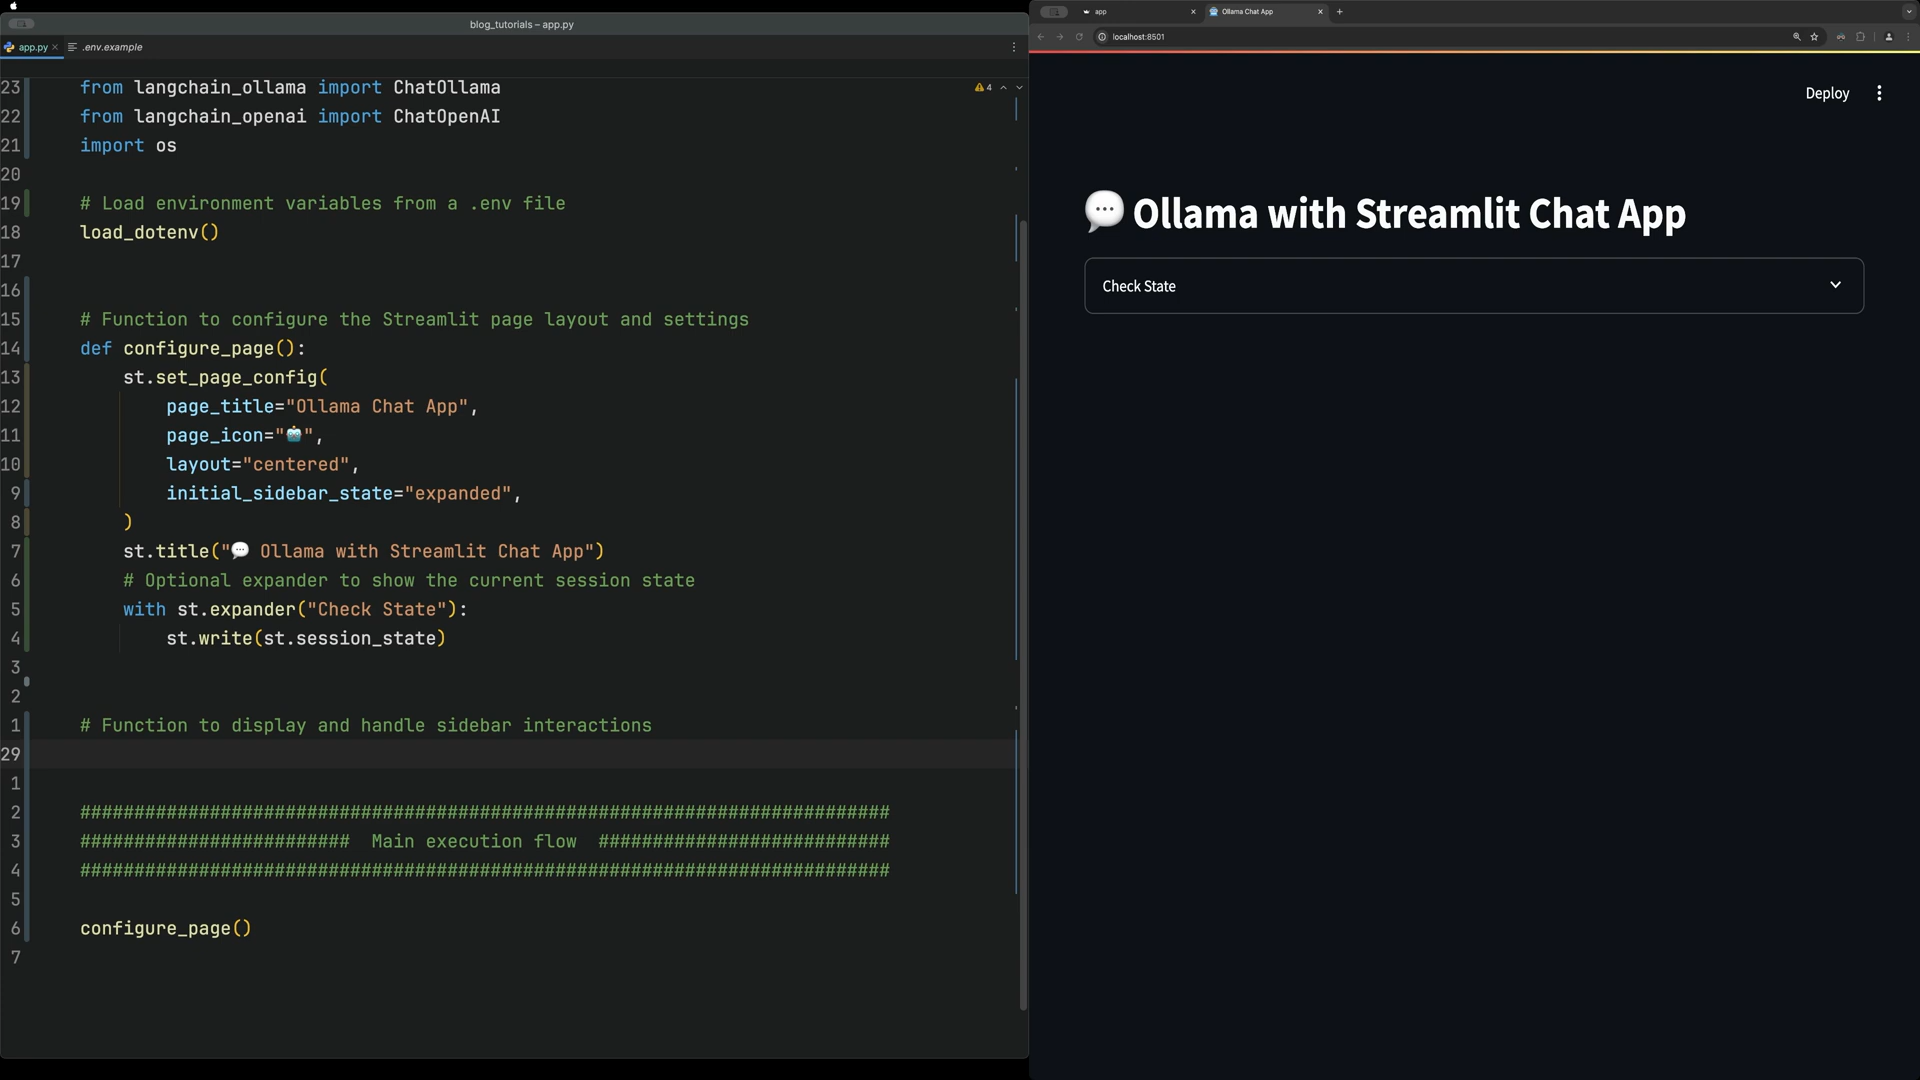 blog_tutorials – app.py
app.py
.env.example
23 from langchain_ollama import ChatOllama
4
22 from langchain_openai import ChatOpenAI
21 import os
20
19 # Load environment variables from a .env file
18 load_dotenv()
17
16
15 # Function to configure the Streamlit page layout and settings
14 def configure_page():
13 st.set_page_config(
12 page_title="Ollama Chat App",
11 page_icon="🤖",
10 layout="centered",
9 initial_sidebar_state="expanded",
8 )
7 st.title("💬 Ollama with Streamlit Chat App")
6 # Optional expander to show the current session state
5 with st.expander("Check State"):
4 st.write(st.session_state)
3
2
1 # Function to display and handle sidebar interactions
29
1
2 ###########################################################################
3 ######################### Main execution flow ###########################
4 ###########################################################################
5
6 configure_page()
7
app
Ollama Chat App
localhost:8501
Deploy
💬 Ollama with Streamlit Chat App
Check State